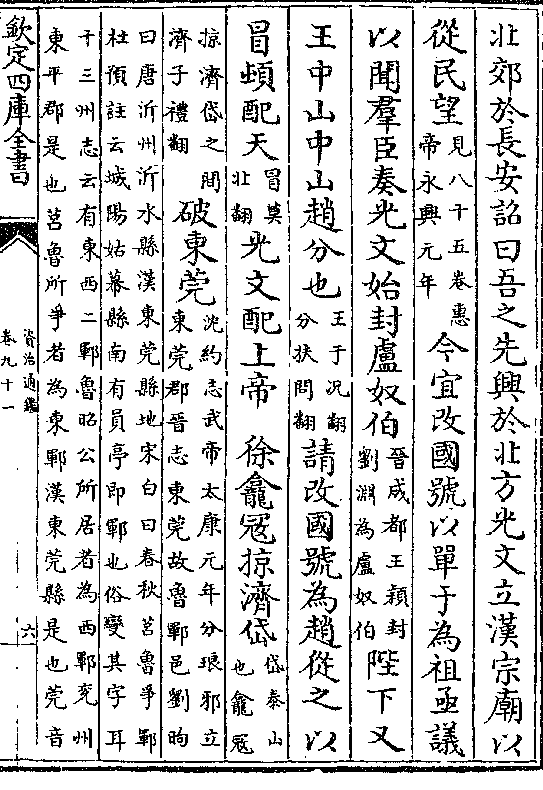 北郊於長安詔曰吾之先興於北方光文立漢宗廟以
從民望見八十五卷惠帝永興元年今宜改國號以單于為祖亟議
以聞羣臣奏光文始封盧奴伯晉成都王穎封劉淵為盧奴伯陛下又
王中山中山趙分也王于况翻分扶問翻請改國號為趙從之以
冒頓配天冒莫北翻光文配上帝　徐龕寇掠濟岱岱泰山也龕寇
掠濟岱之間濟子禮翻破東莞沈約志武帝太康元年分琅邪立東莞郡晉志東莞故魯鄆邑劉昫
曰唐沂州沂水縣漢東莞縣地宋白曰春秋莒魯爭鄆
杜預註云城陽姑幕縣南有員亭即鄆也俗變其字耳
十三州志云有東西二鄆魯昭公所居者為西鄆兖州
東平郡是也莒魯所爭者為東鄆漢東莞縣是也莞音
欽定四庫全書
資治通鑑
卷九十一
六